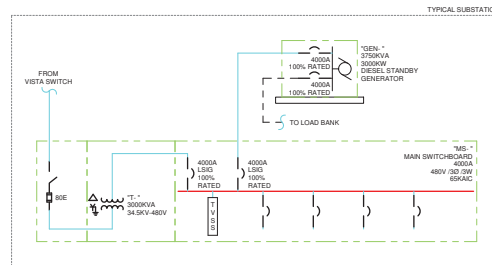 TYPICAL SUBSTATIO
"GEN- "
3750KVA
3000KW
DIESEL STANDBY
GENERATOR
4000A
100% RATED
4000A
100% RATED
FROM
VISTA SWITCH
TO LOAD BANK
"MS- "
MAIN SWITCHBOARD
4000A
480V /3Ø /3W
65KAIC
4000A
LSIG
100%
RATED
4000A
LSIG
100%
RATED
80E
"T- "
3000KVA
34.5KV-480V
T
V
S
S